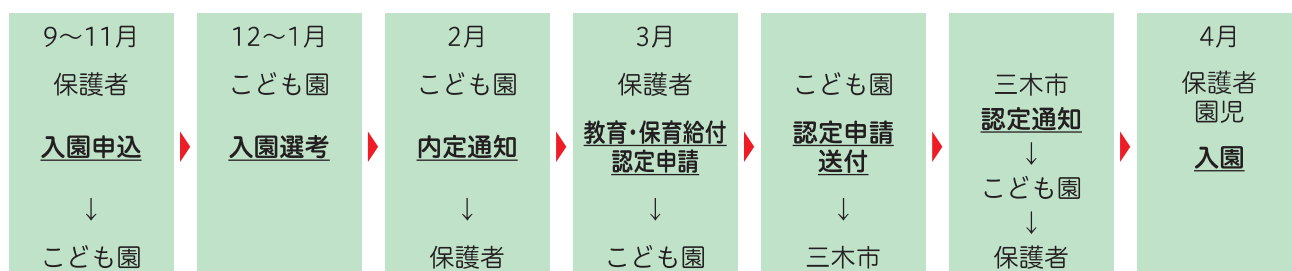 9〜11月
保護者
入園申込
↓
こども園
12〜1月
こども園
入園選考
2月
こども園
内定通知
↓
保護者
3月
保護者
教育・保育給付
認定申請
↓
こども園
こども園
認定申請
送付
↓
三木市
三木市
認定通知
↓
こども園
↓
保護者
4月
保護者
園児
入園